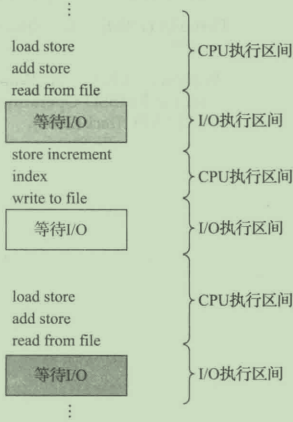 ⋮
CPU执行区间
load store
add store
read from file
等待I/O
I/O执行区间
store increment
index
write to file
CPU执行区间
等待I/O
I/O执行区间
load store
add store
read from file
CPU执行区间
等待I/O
I/O执行区间
⋮